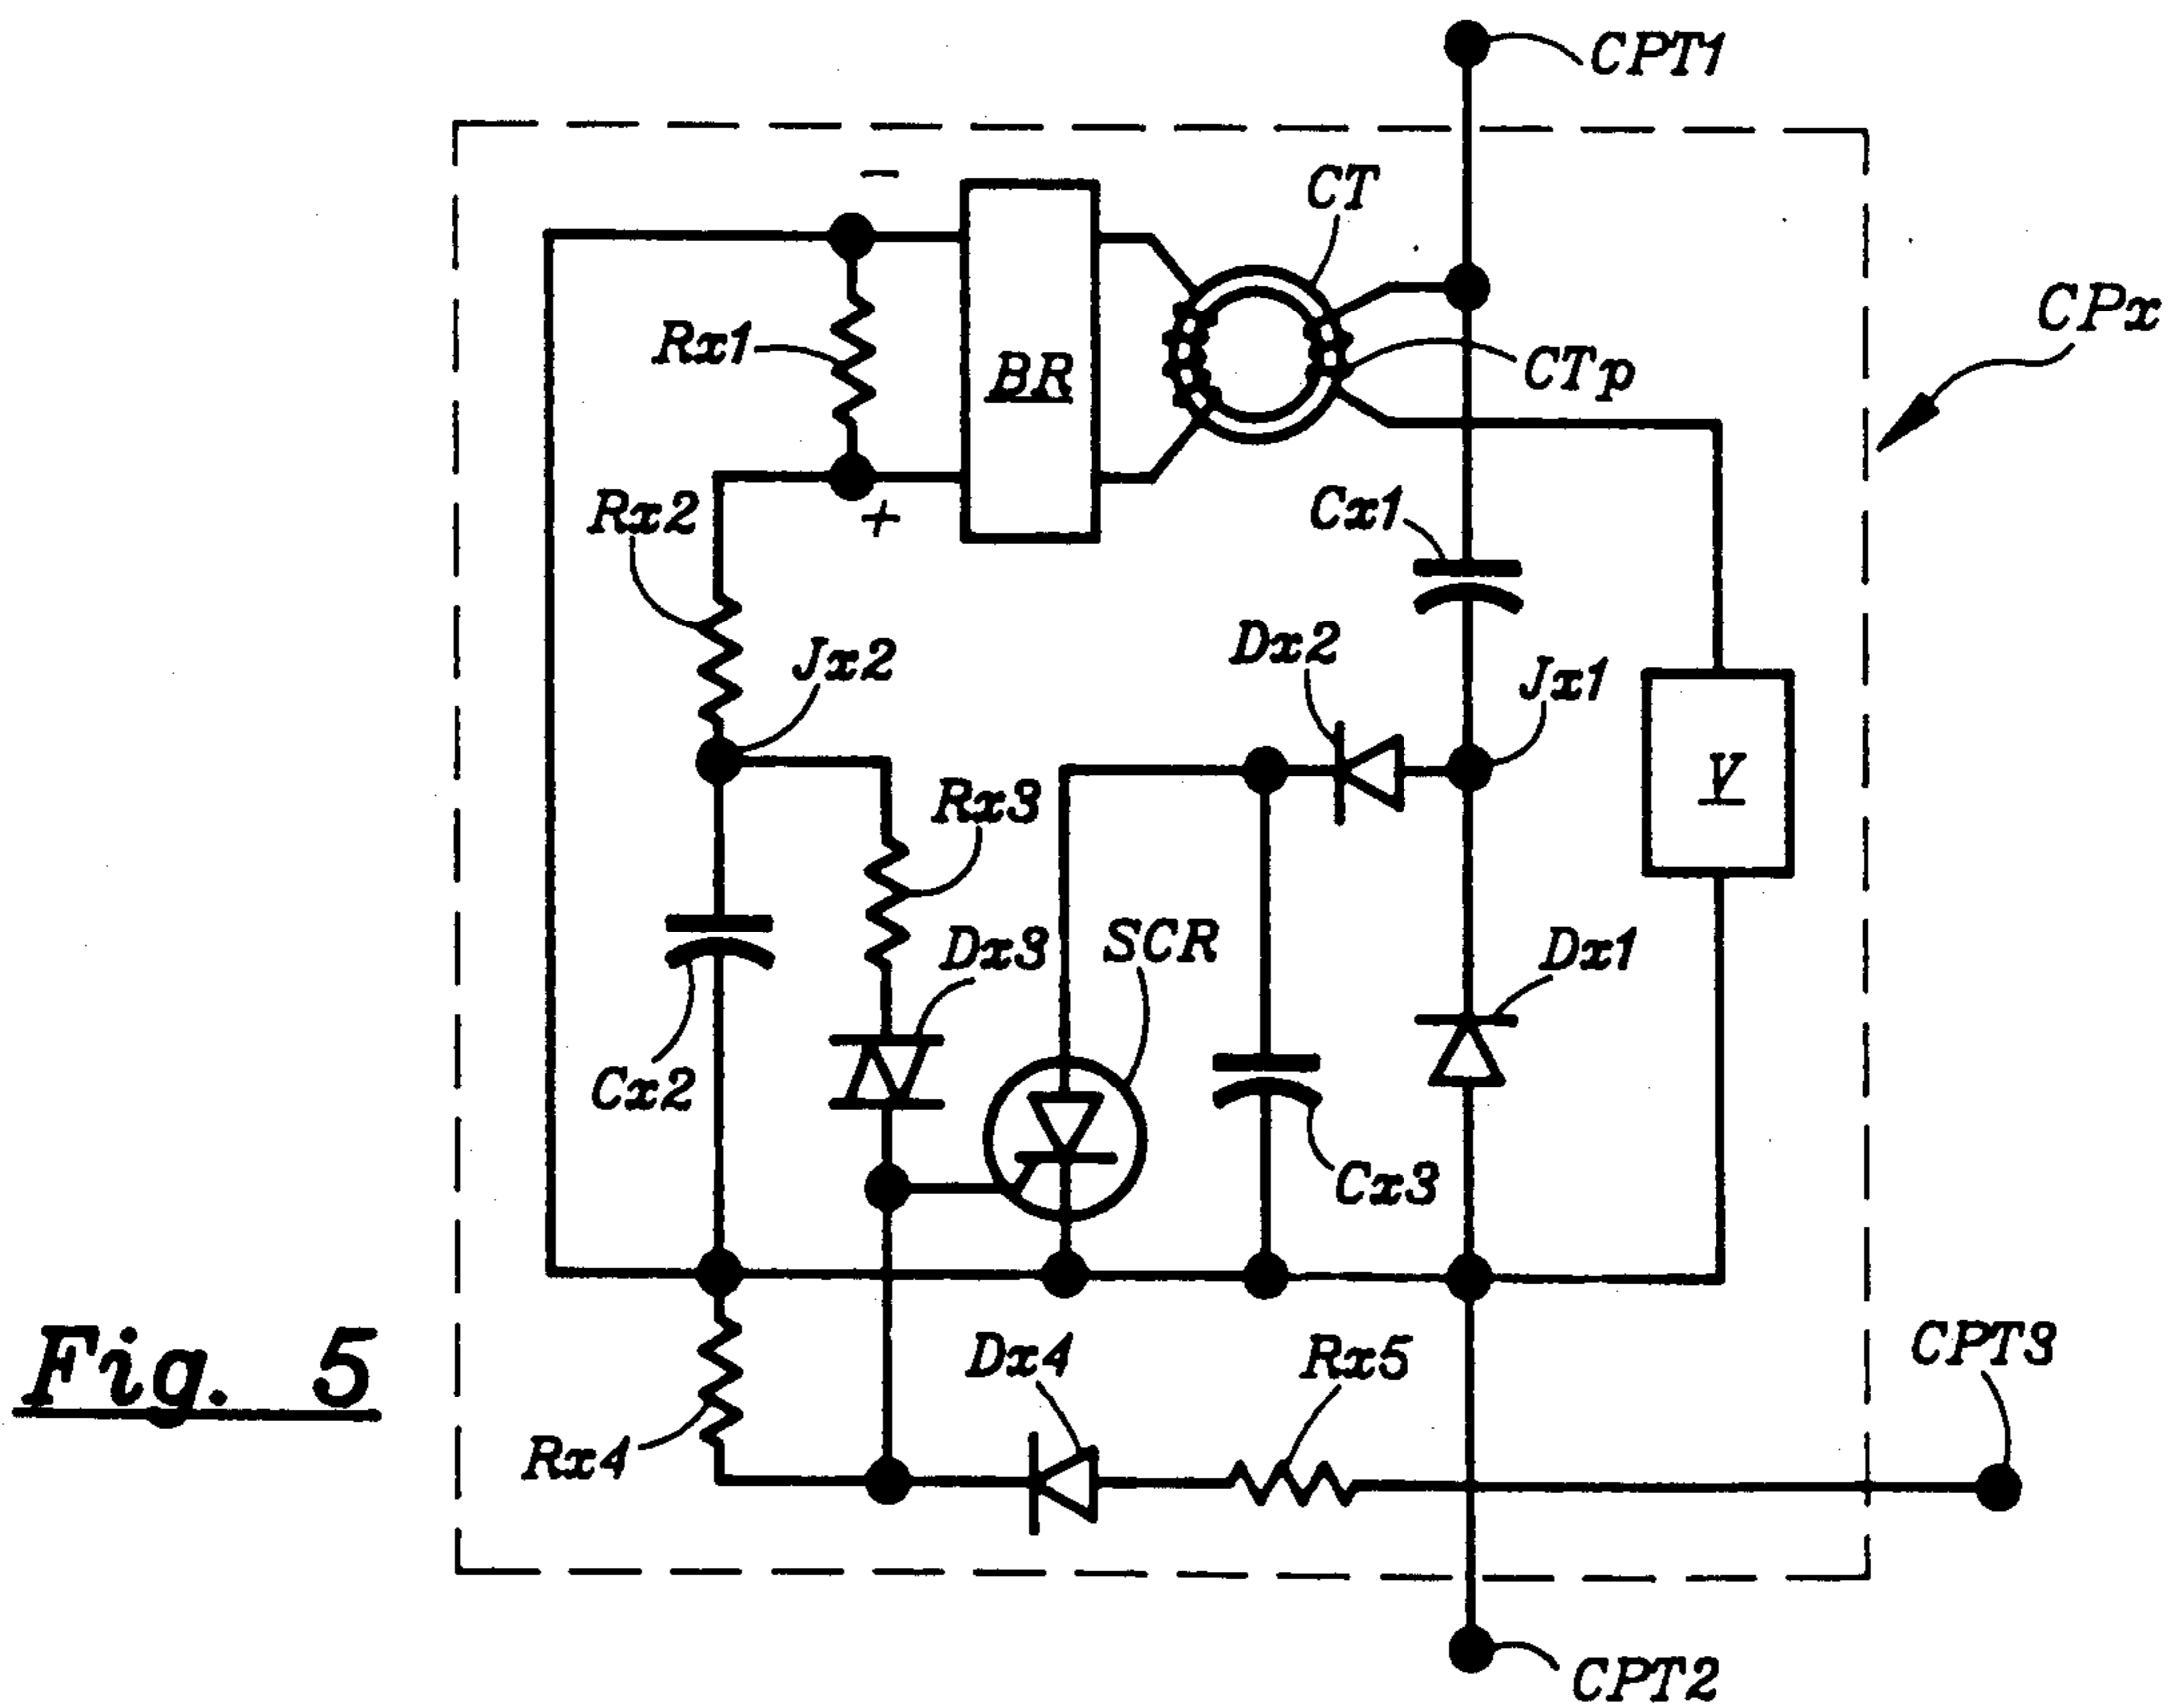 CPT1
CT
-
CPx
Rx1
BR
CTp
Rx2
+
Cx1
Dx2
Jx2
Jx1
V
Rx3
Dx3
SCR
Dx1
Cx2
Cx3
Fig. 5
Dx4
Rx5
CPT3
Rx4
CPT2